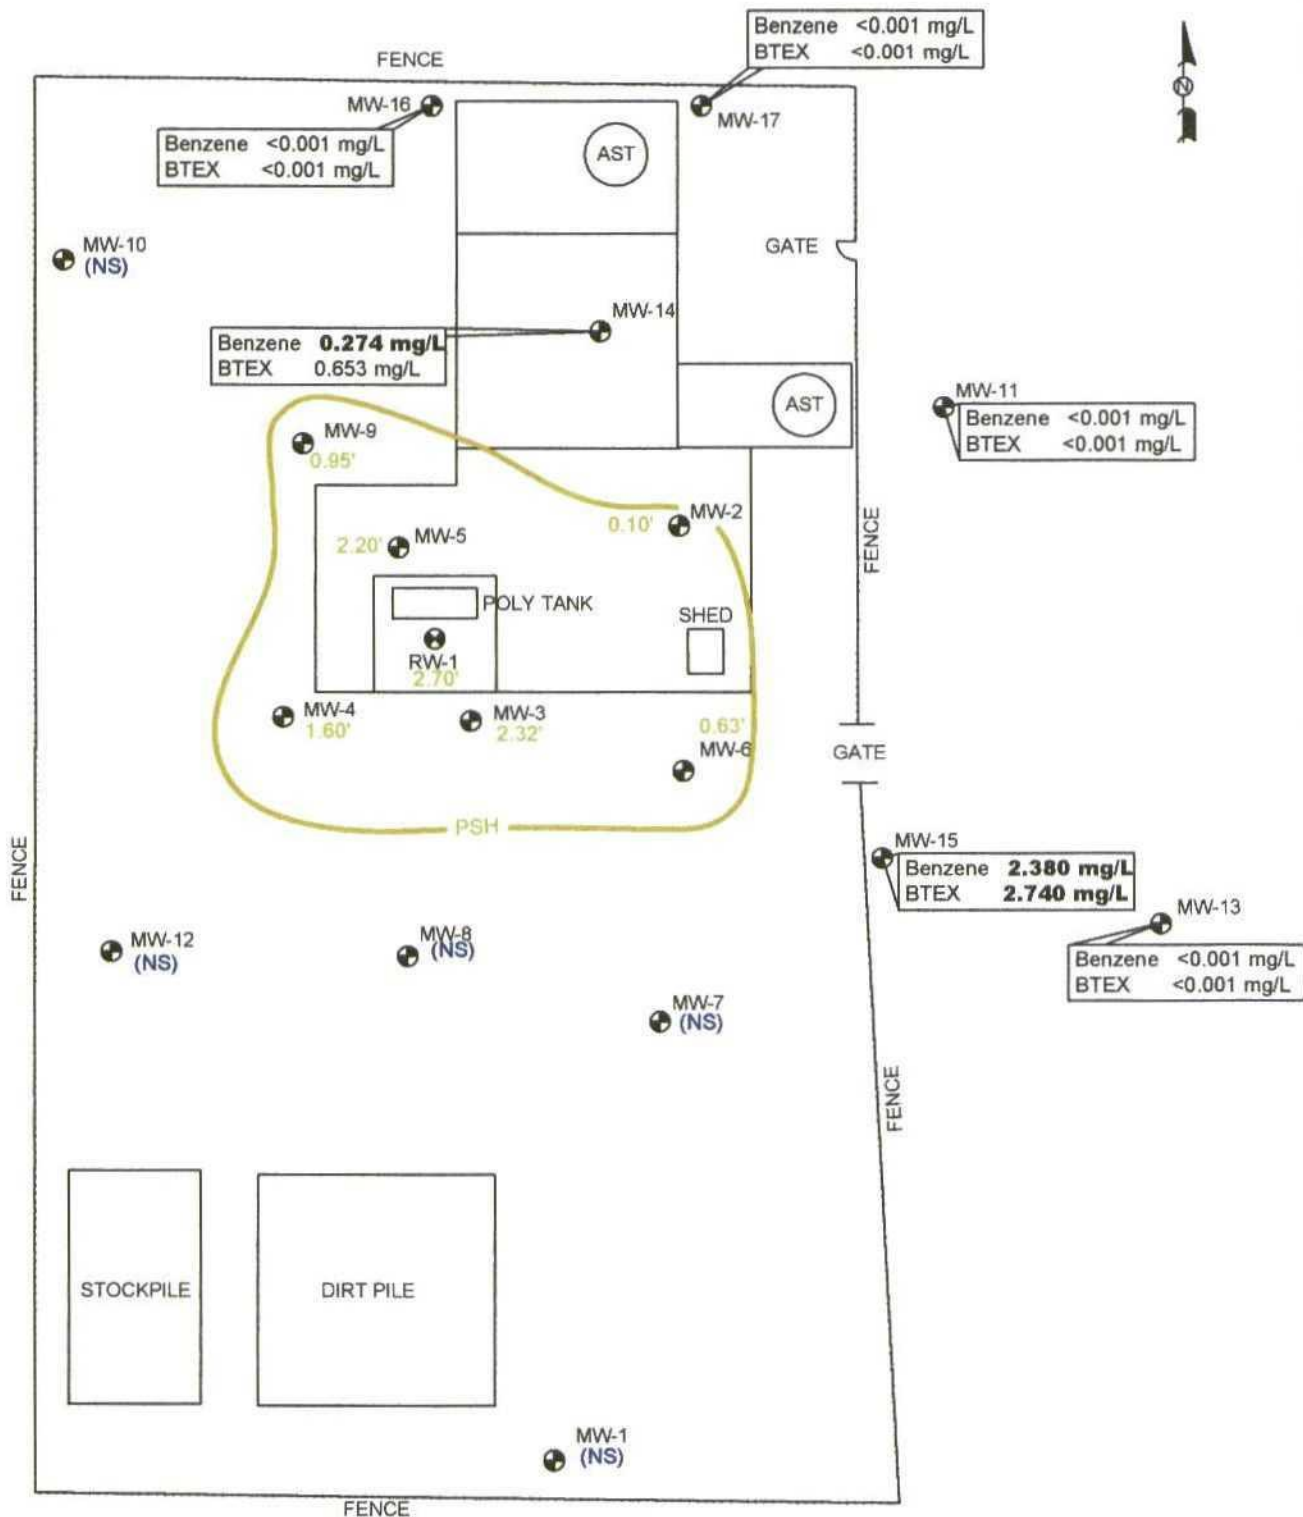 Benzene <0.001 mg/L
BTEX <0.001 mg/L
FENCE
MW-16
MW-17
N
Benzene <0.001 mg/L
BTEX <0.001 mg/L
AST
MW-10
(NS)
GATE
MW-14
Benzene 0.274 mg/L
BTEX 0.653 mg/L
MW-11
AST
Benzene <0.001 mg/L
BTEX <0.001 mg/L
MW-9
0.95'
MW-2
0.10'
MW-5
2.20'
FENCE
POLY TANK
SHED
RW-1
2.70'
MW-4
1.60'
MW-3
2.32'
0.63'
MW-6
GATE
PSH
MW-15
Benzene 2.380 mg/L
BTEX 2.740 mg/L
FENCE
MW-13
Benzene <0.001 mg/L
BTEX <0.001 mg/L
MW-12
(NS)
MW-8
(NS)
MW-7
(NS)
FENCE
STOCKPILE
DIRT PILE
MW-1
(NS)
FENCE